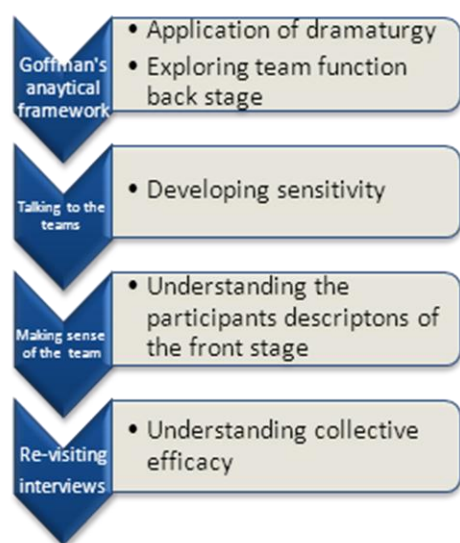 Goffman's
anaytical
framework
• Application of dramaturgy
• Exploring team function
back stage
Talking to the
teams
• Developing sensitivity
Making sense
of the team
• Understanding the
participants descriptons of
the front stage
Re-visiting
interviews
• Understanding collective
efficacy